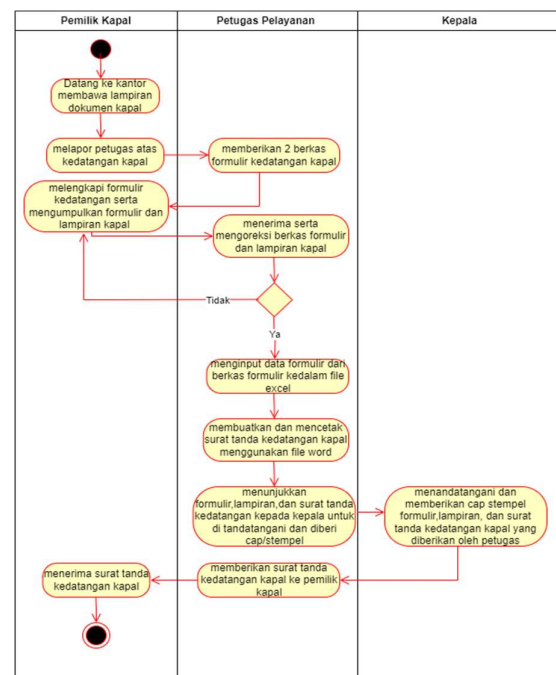 Pemilik Kapal
Petugas Pelayanan
Kepala
Datang ke kantor
membawa lampiran
dokumen kapal
melapor petugas atas
kedatangan kapal
memberikan 2 berkas
formulir kedatangan kapal
melengkapi formulir
kedatangan serta
mengumpulkan formulir dan
lampiran kapal
menerima serta
mengoreksi berkas formulir
dan lampiran kapal
Tidak
Ya
menginput data formulir dari
berkas formulir kedalam file
excel
membuatkan dan mencetak
surat tanda kedatangan kapal
menggunakan file word
menunjukkan
formulir,lampiran,dan surat tanda
kedatangan kepada kepala untuk
di tandatangani dan diberi
cap/stempel
menandatangani dan
memberikan cap stempel
formulir,lampiran, dan surat
tanda kedatangan kapal yang
diberikan oleh petugas
memberikan surat tanda
kedatangan kapal ke pemilik
kapal
menerima surat tanda
kedatangan kapal